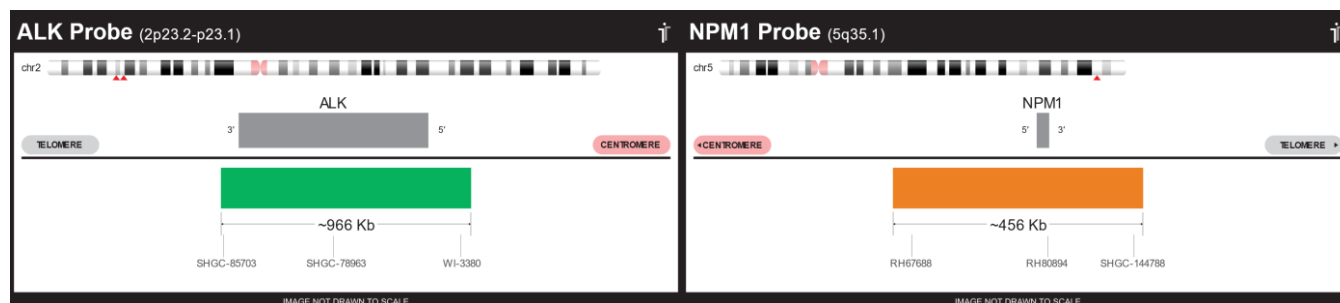 ALK Probe (2p23.2-p23.1)
chr2
ALK
3'
5'
TELOMERE
CENTROMERE
~966 Kb
SHGC-85703
SHGC-78963
WI-3380
IMAGE NOT DRAWN TO SCALE
NPM1 Probe (5q35.1)
chr5
NPM1
5'
3'
CENTROMERE
TELOMERE
~456 Kb
RH67688
RH80894
SHGC-144788
IMAGE NOT DRAWN TO SCALE